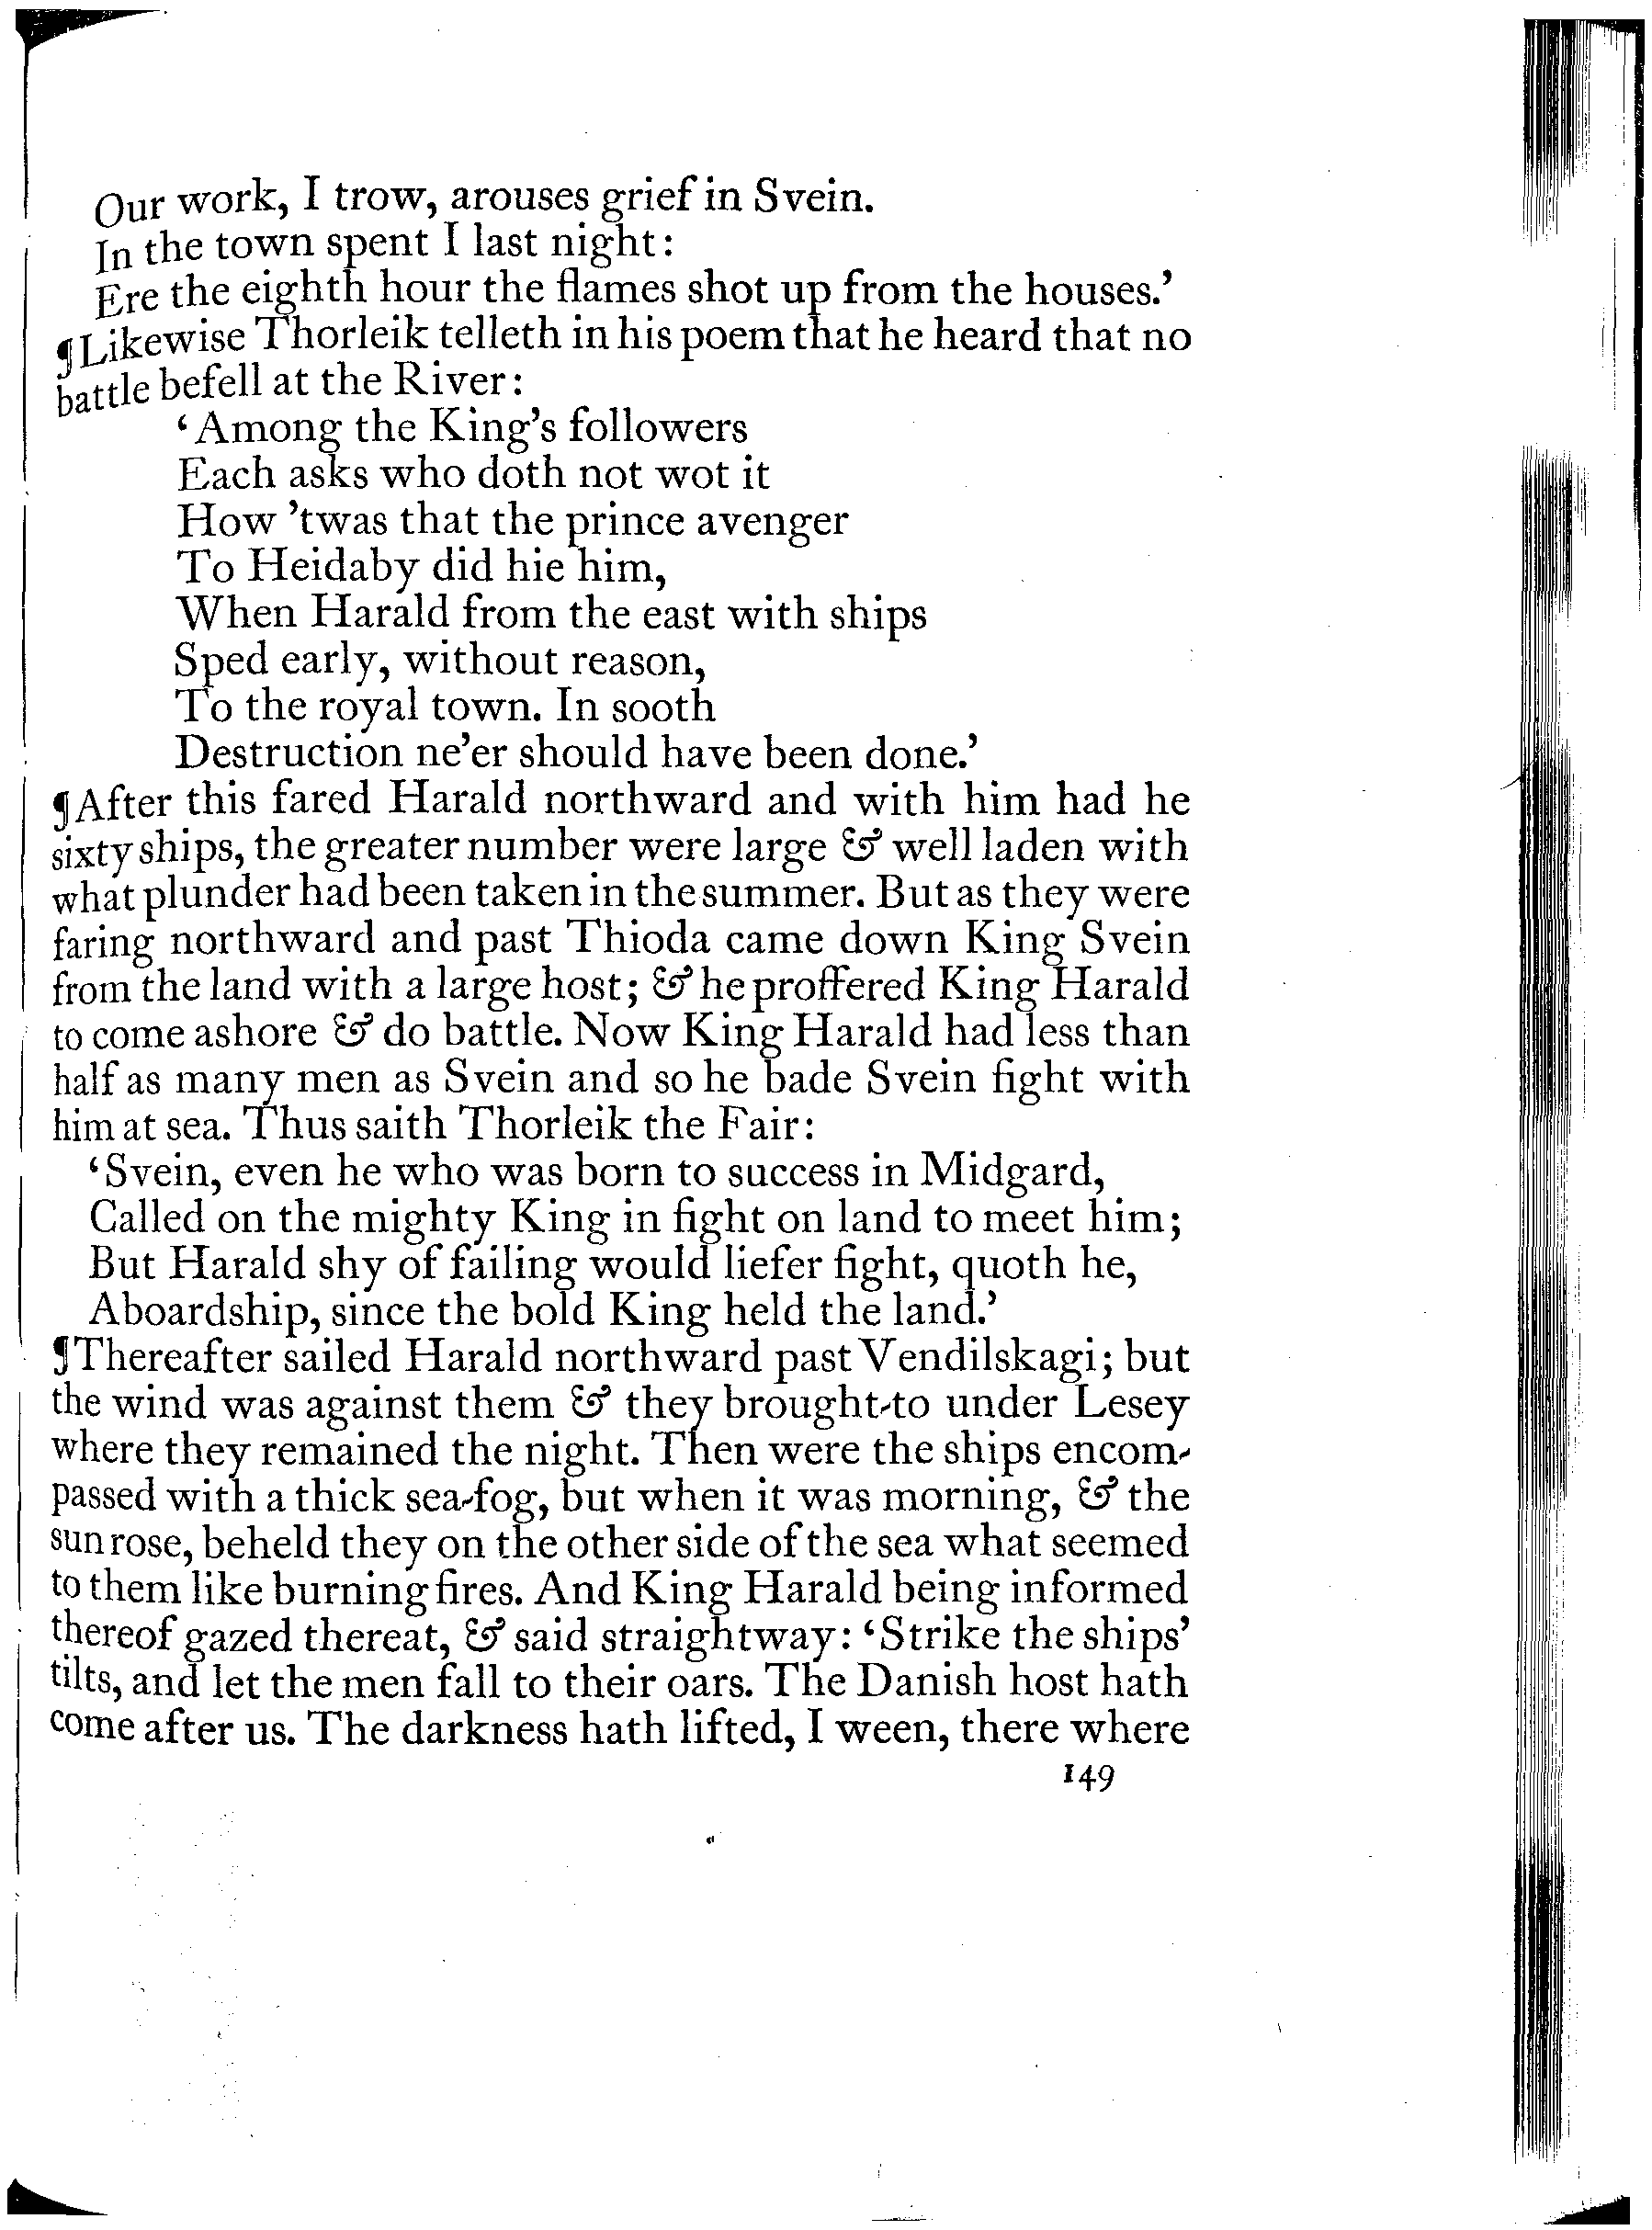 Our work, I trow, arouses grief in Svein.
In the town spent I last night:
Ere the eighth hour the flames shot up from the houses.’
¶Likewise Thorleik telleth in his poem that he heard that no
battle befell at the River:
‘Among the King’s followers
Each asks who doth not wot it
How ’twas that the prince avenger
To Heidaby did hie him,
When Harald from the east with ships
Sped early, without reason,
To the royal town. In sooth
Destruction ne’er should have been done.’
¶After this fared Harald northward and with him had he
sixty ships, the greater number were large & well laden with
what plunder had been taken in the summer. But as they were
faring northward and past Thioda came down King Svein
from the land with a large host; & he proffered King Harald
to come ashore & do battle. Now King Harald had less than
half as many men as Svein and so he bade Svein fight with
him at sea. Thus saith Thorleik the Fair:
‘Svein, even he who was born to success in Midgard,
Called on the mighty King in fight on land to meet him;
But Harald shy of failing would liefer fight, quoth he,
Aboardship, since the bold King held the land.’
¶Thereafter sailed Harald northward past Vendilskagi; but
the wind was against them & they brought-to under Lesey
where they remained the night. Then were the ships encom-
passed with a thick sea-fog, but when it was morning, & the
sun rose, beheld they on the other side of the sea what seemed
to them like burning fires. And King Harald being informed
thereof gazed thereat, & said straightway: ‘Strike the ships’
tilts, and let the men fall to their oars. The Danish host hath
come after us. The darkness hath lifted, I ween, there where
149